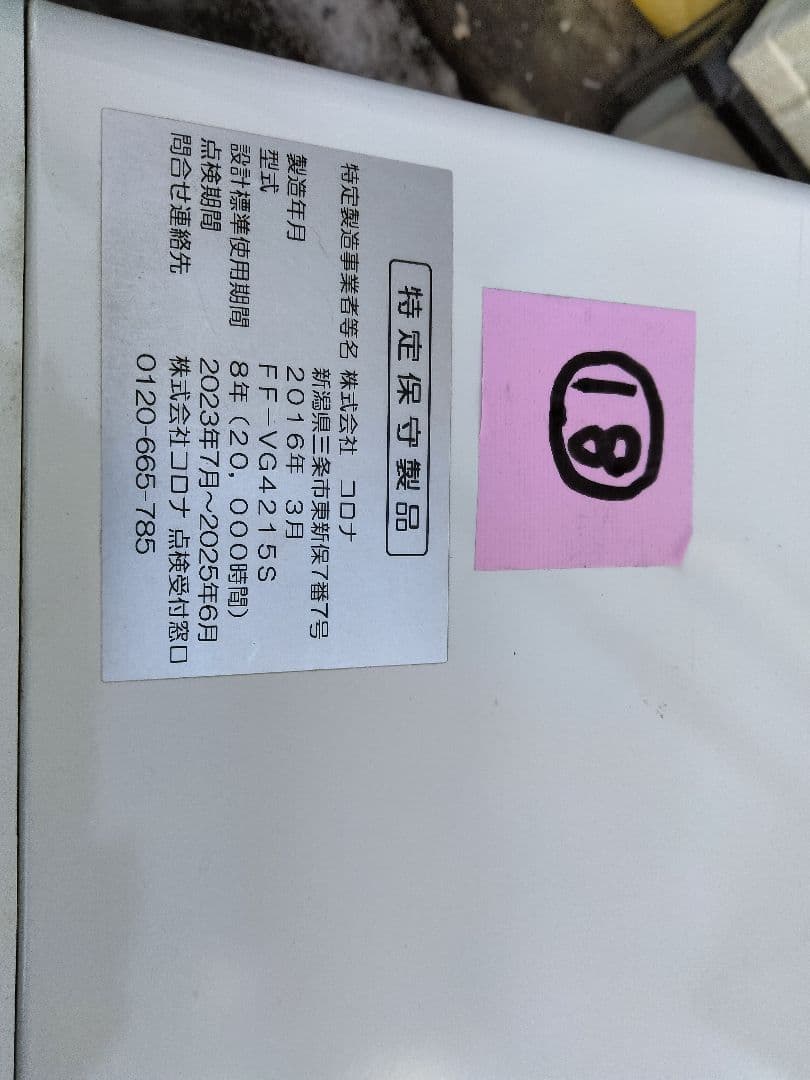 特定保守製品
特定製造事業者等名 株式会社 コロナ
新潟県三条市東新保7番7号
製造年月 2016年 3月
型式 FF-VG4215S
設計標準使用期間 8年(20,000時間)
点検期間 2023年7月~2025年6月
問合せ連絡先 株式会社コロナ 点検受付窓口
0120-665-785
18